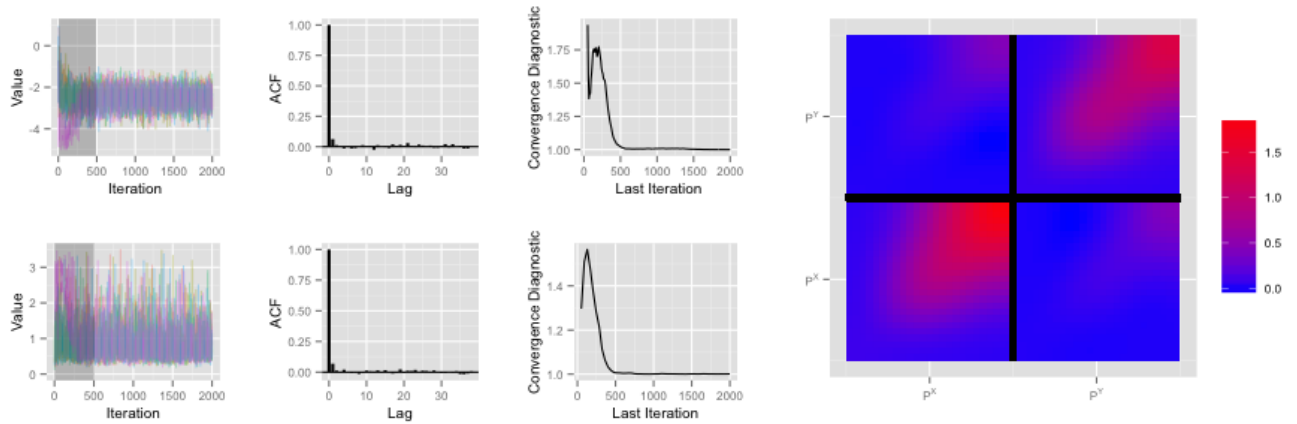 Value
0
-2
-4
0 500 1000 1500 2000
Iteration
ACF
1.00
0.75
0.50
0.25
0.00
0 10 20 30
Lag
Convergence Diagnostic
1.75
1.50
1.25
1.00
0 500 1000 1500 2000
Last Iteration
Value
3
2
1
0
0 500 1000 1500 2000
Iteration
ACF
1.00
0.75
0.50
0.25
0.00
0 10 20 30
Lag
Convergence Diagnostic
1.4
1.2
1.0
0 500 1000 1500 2000
Last Iteration
P^Y
P^X
P^X P^Y
1.5
1.0
0.5
0.0